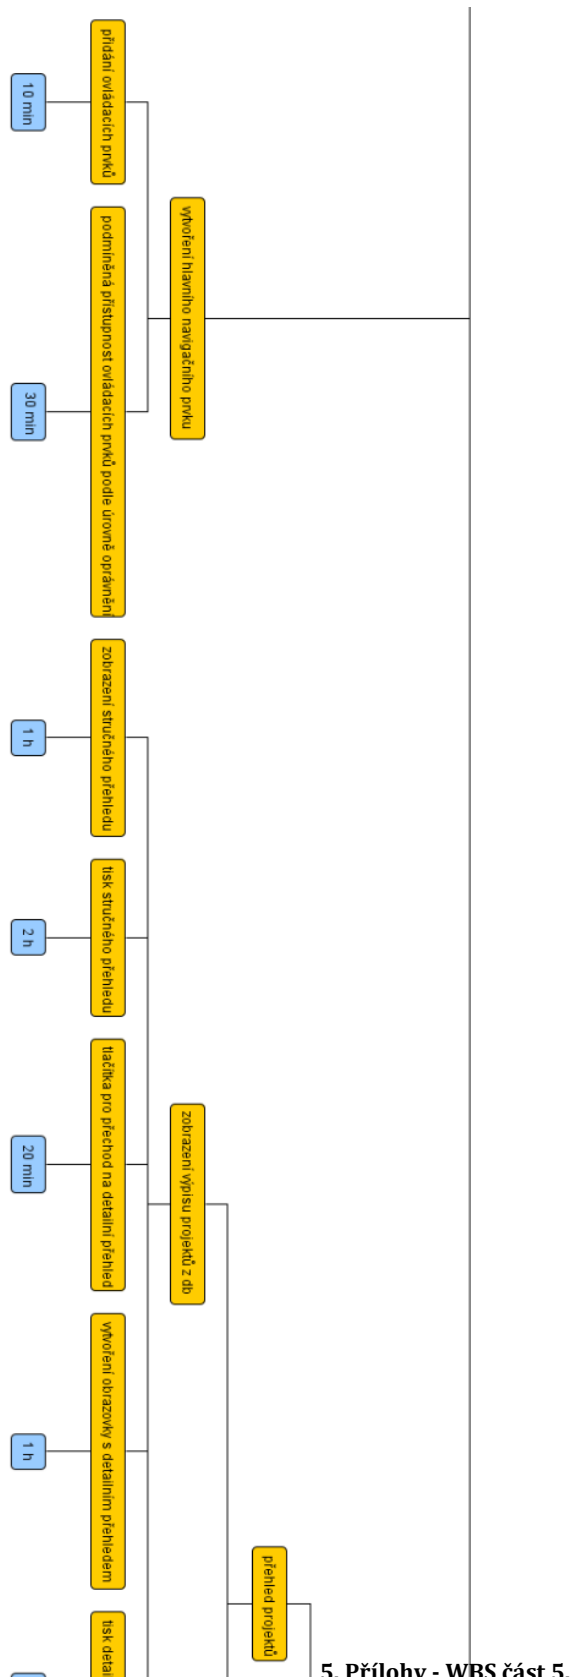 přidání ovládacích prvků
10 min
vytvoření hlavního navigačního prvku
podmíněná přístupnost ovládacích prvků podle úrovně oprávnění
30 min
zobrazení stručného přehledu
1 h
tisk stručného přehledu
2 h
tlačítka pro přechod na detailní přehled
20 min
zobrazení výpisu projektů z db
vytvoření obrazovky s detailním přehledem
1 h
přehled projektů
tisk
5. Přílohy - WBS část 5.